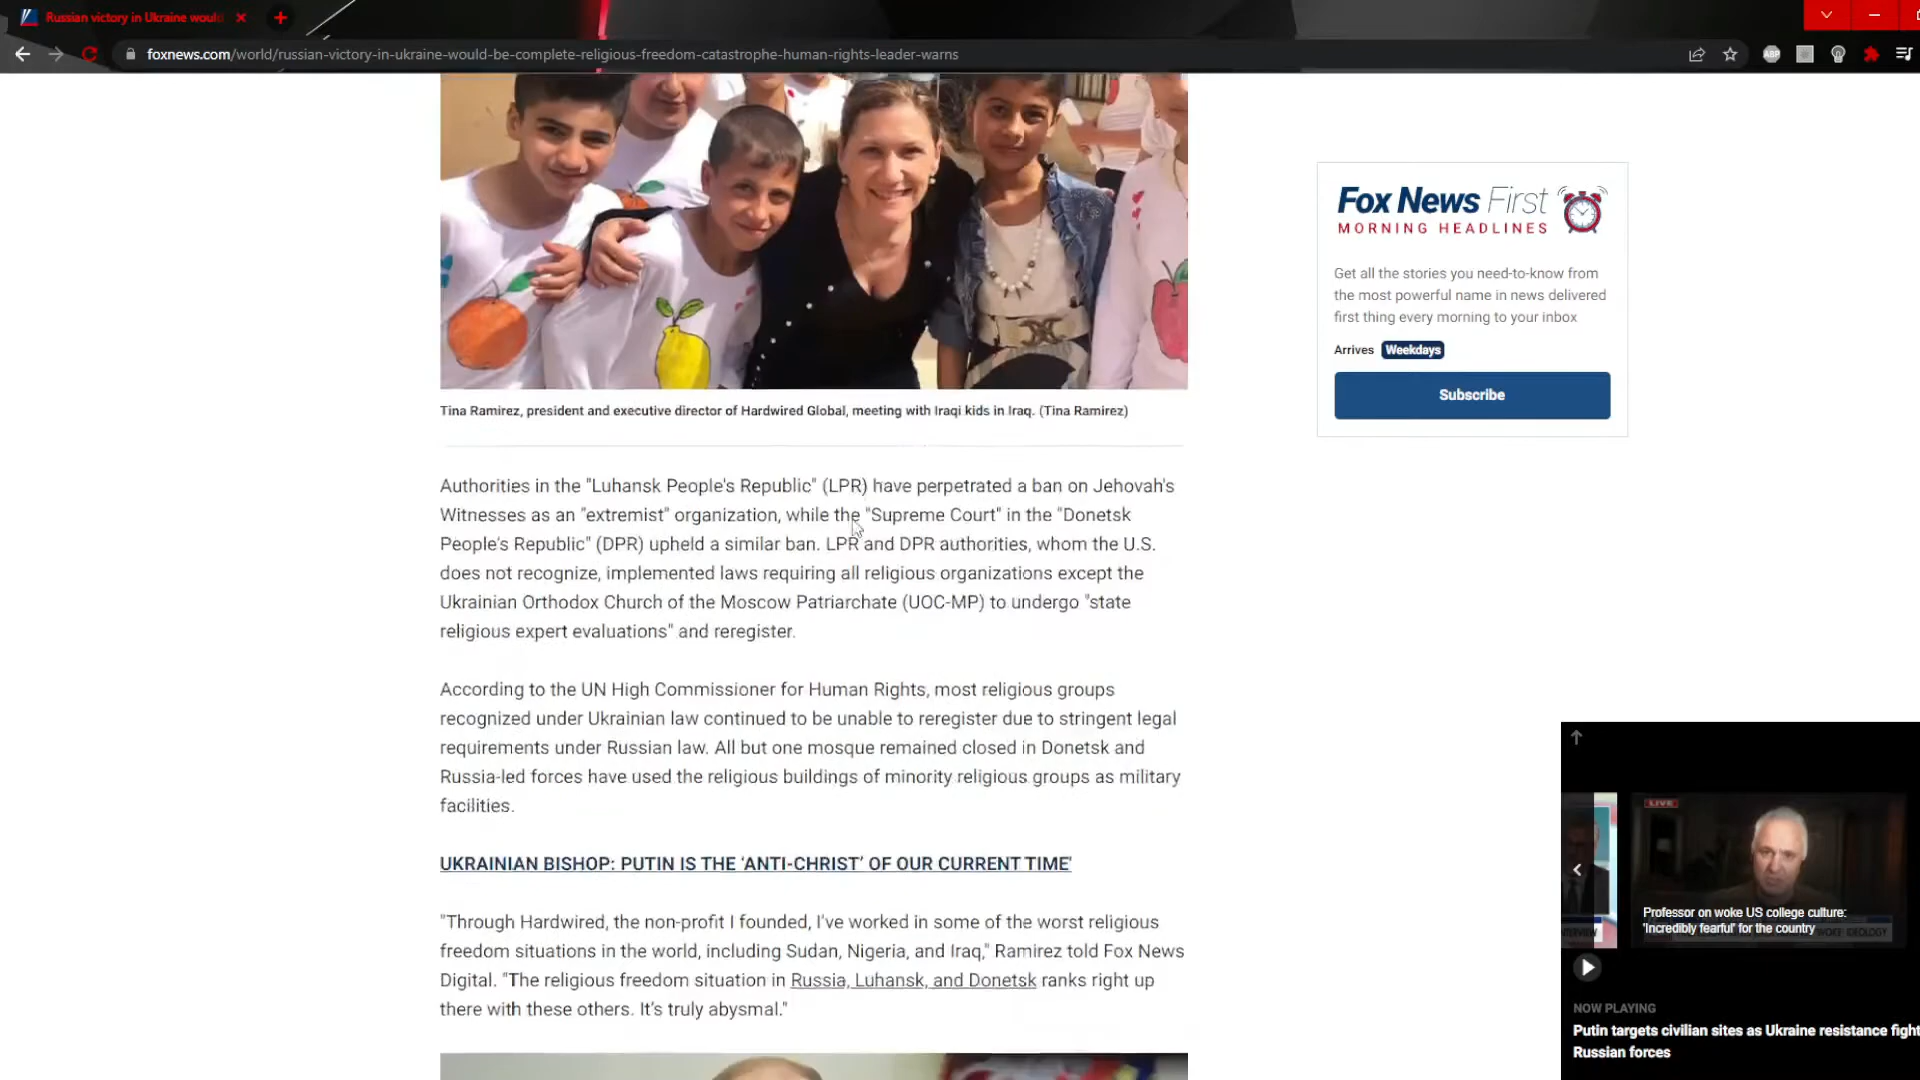 Russian victory in Ukraine would
foxnews.com/world/russian-victory-in-ukraine-would-be-complete-religious-freedom-catastrophe-human-rights-leader-warns
ABP
Tina Ramirez, president and executive director of Hardwired Global, meeting with Iraqi kids in Iraq. (Tina Ramirez)
Authorities in the "Luhansk People's Republic" (LPR) have perpetrated a ban on Jehovah's
Witnesses as an "extremist" organization, while the "Supreme Court" in the "Donetsk
People's Republic" (DPR) upheld a similar ban. LPR and DPR authorities, whom the U.S.
does not recognize, implemented laws requiring all religious organizations except the
Ukrainian Orthodox Church of the Moscow Patriarchate (UOC-MP) to undergo "state
religious expert evaluations" and reregister.
According to the UN High Commissioner for Human Rights, most religious groups
recognized under Ukrainian law continued to be unable to reregister due to stringent legal
requirements under Russian law. All but one mosque remained closed in Donetsk and
Russia-led forces have used the religious buildings of minority religious groups as military
facilities.
UKRAINIAN BISHOP: PUTIN IS THE 'ANTI-CHRIST' OF OUR CURRENT TIME'
"Through Hardwired, the non-profit I founded, I've worked in some of the worst religious
freedom situations in the world, including Sudan, Nigeria, and Iraq," Ramirez told Fox News
Digital. "The religious freedom situation in Russia, Luhansk, and Donetsk ranks right up
there with these others. It's truly abysmal."
Fox News First
MORNING HEADLINES
Get all the stories you need-to-know from
the most powerful name in news delivered
first thing every morning to your inbox
Arrives Weekdays
Subscribe
LIVE
Professor on woke US college culture:
'Incredibly fearful' for the country
WOKE IDEOLOGY
NOW PLAYING
Putin targets civilian sites as Ukraine resistance fight
Russian forces